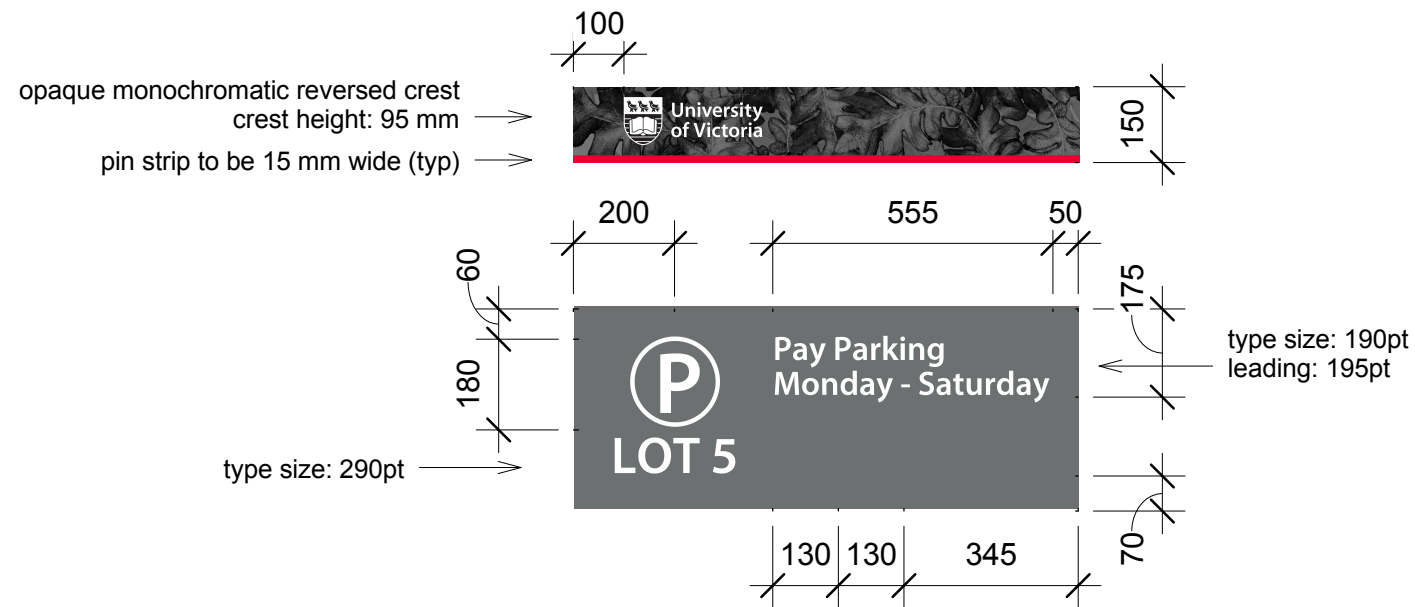 100
opaque monochromatic reversed crest
crest height: 95 mm
pin strip to be 15 mm wide (typ)
University
of Victoria
150
200
555
50
60
180
175
Pay Parking
Monday - Saturday
P
LOT 5
type size: 190pt
leading: 195pt
type size: 290pt
70
130
130
345